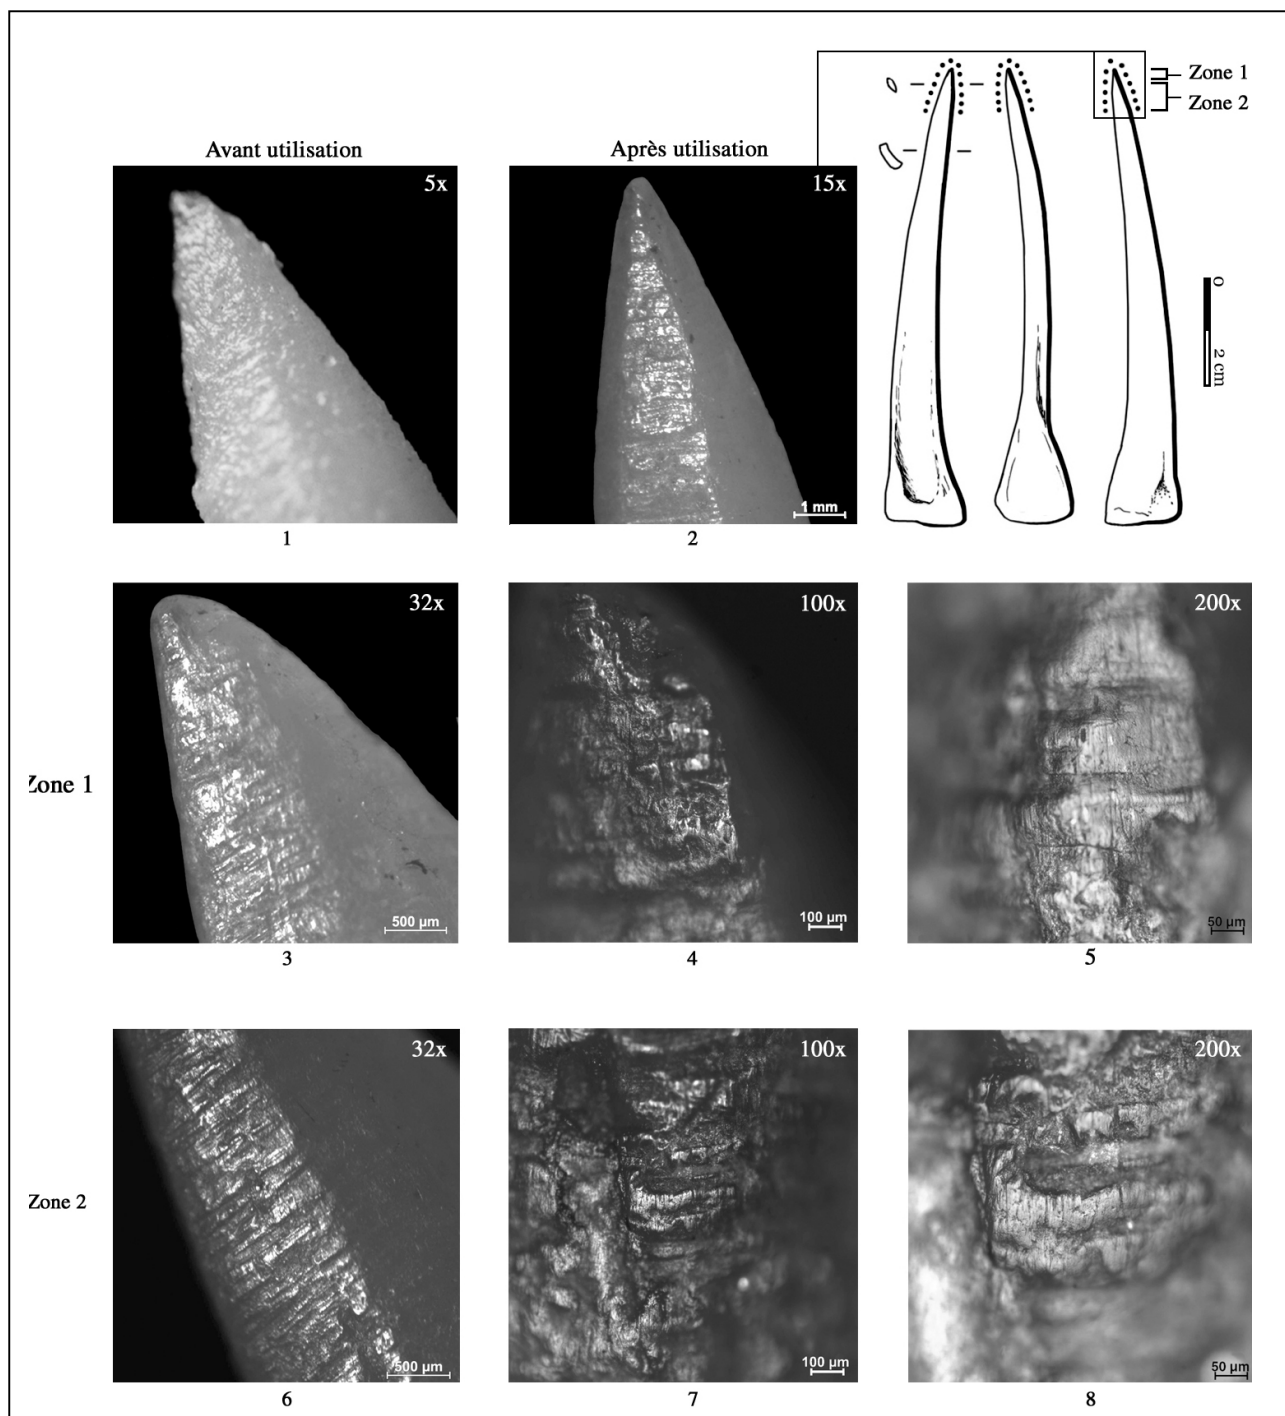 Zone 1
Zone 2
Avant utilisation
Après utilisation
5x
15x
0
2 cm
1 mm
1
2
32x
100x
200x
Zone 1
500 µm
100 µm
50 µm
3
4
5
32x
100x
200x
Zone 2
500 µm
100 µm
50 µm
6
7
8